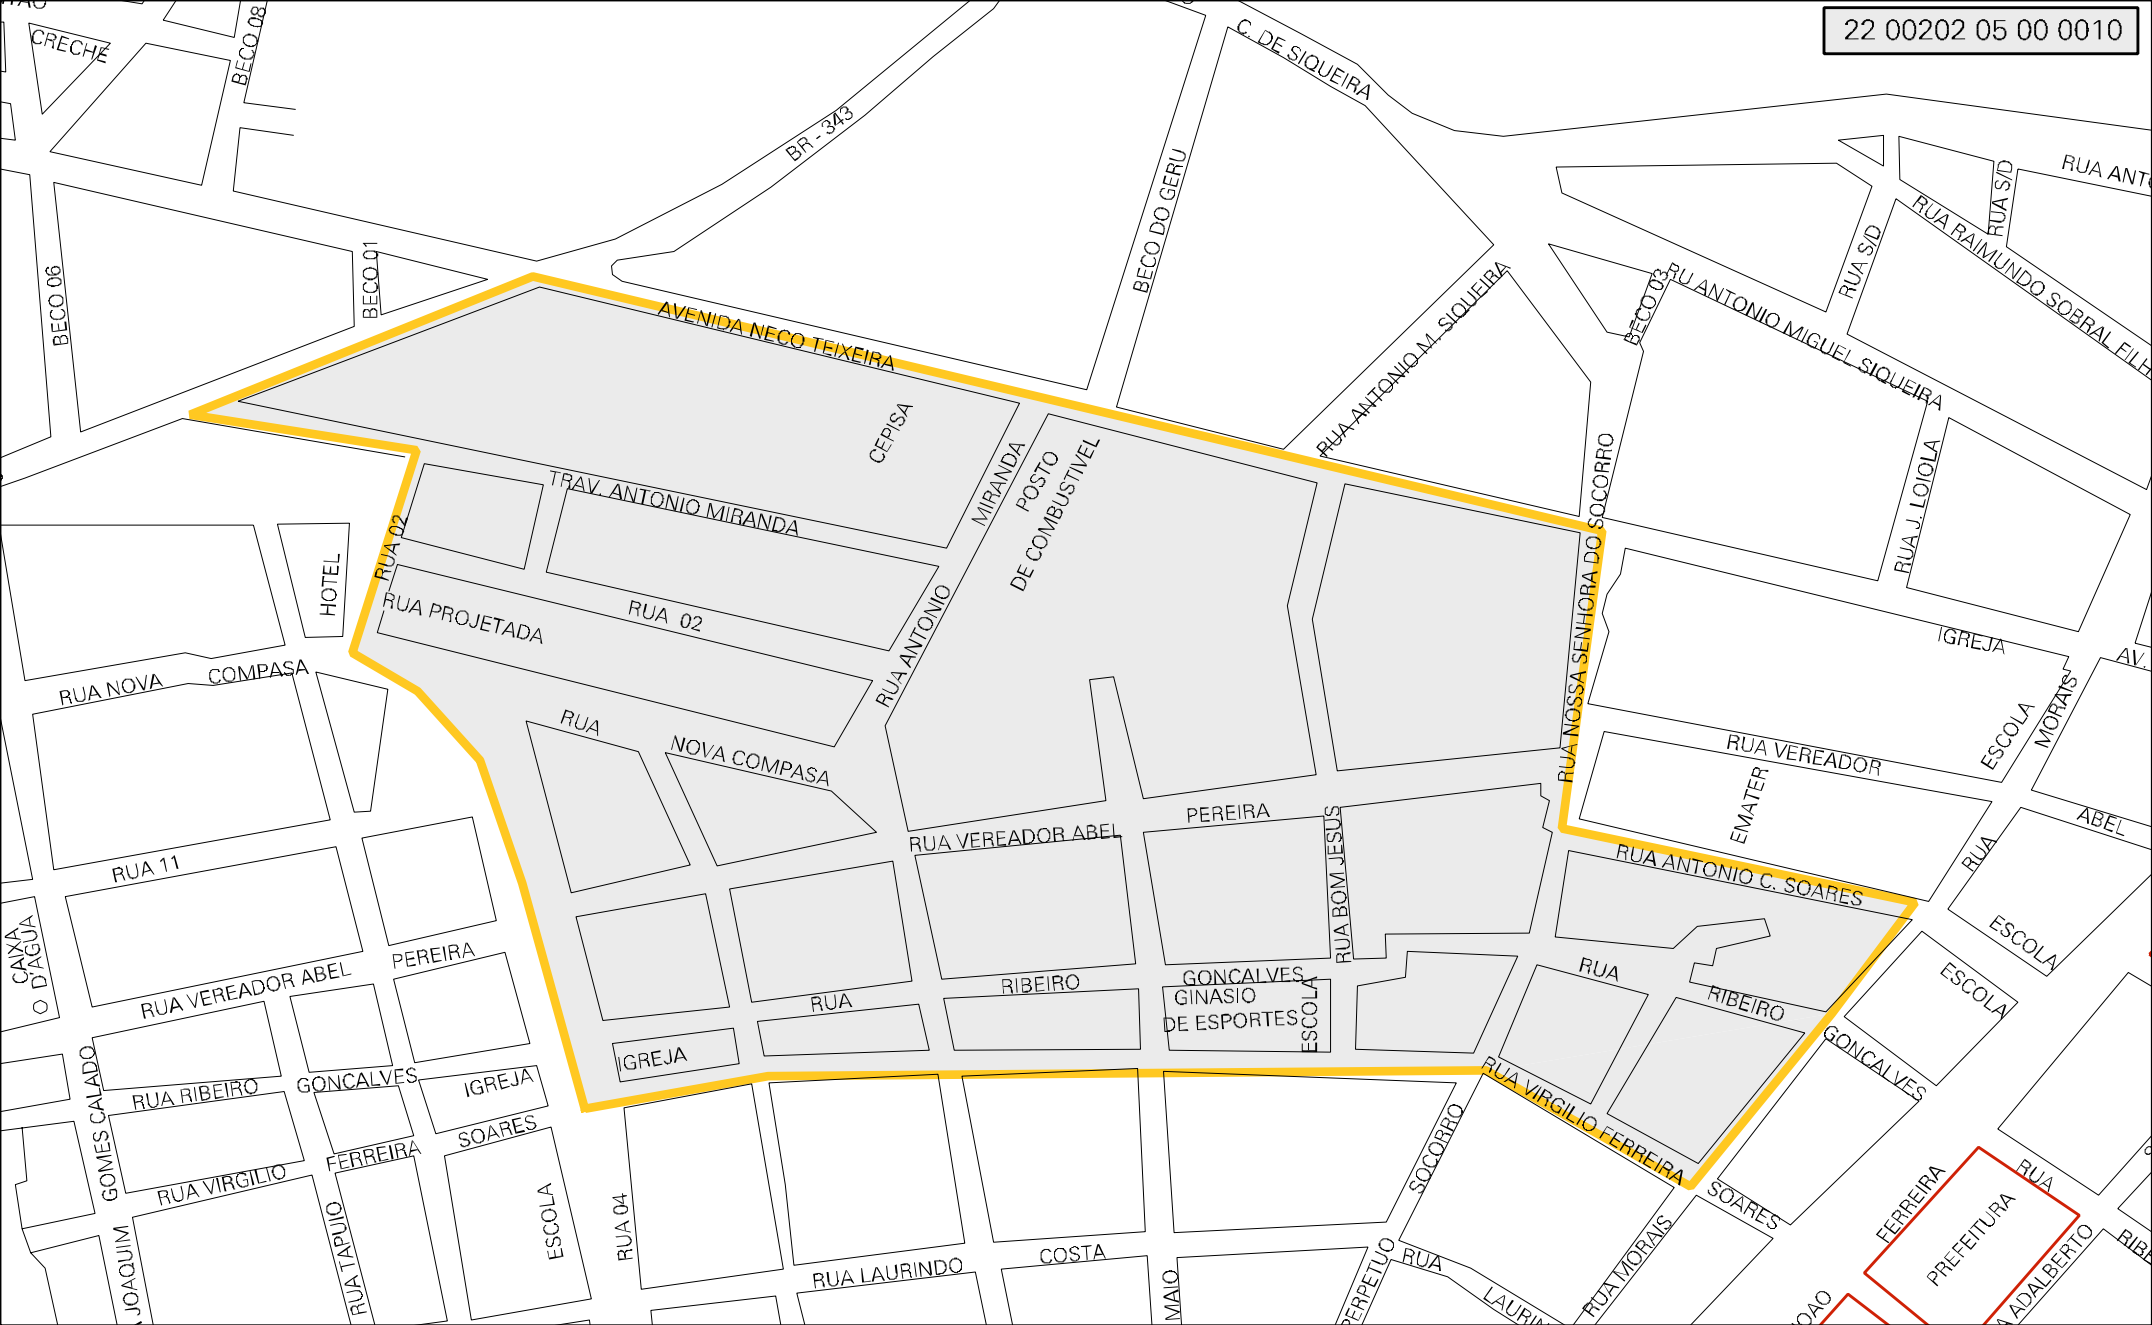 22 00202 05 00 0010
CRECHE
BECO 08
C. DE SIQUEIRA
BR - 343
BECO DO GERU
RUA S/D
RUA RAIMUNDO SOBRAL
RUA S/D
BECO 06
BECO 01
BECO 03
RU ANTONIO MIGUEL SIQUEIRA
RUA ANTONIO M. SIQUEIRA
AVENIDA NECO TEIXEIRA
CEPISA
MIRANDA
POSTO
DE COMBUSTIVEL
TRAV. ANTONIO MIRANDA
RUA NOSSA SENHORA DO SOCORRO
RUA J. LOIOLA
RUA 02
HOTEL
RUA PROJETADA
RUA 02
RUA ANTONIO
IGREJA
AV.
RUA NOVA
COMPASA
RUA
NOVA COMPASA
ESCOLA
MORAIS
RUA VEREADOR
EMATER
ABEL
RUA
PEREIRA
RUA VEREADOR ABEL
RUA BOM JESUS
RUA ANTONIO C. SOARES
RUA 11
CAIXA
D'AGUA
RUA VEREADOR ABEL
PEREIRA
ESCOLA
ESCOLA
RUA
RIBEIRO
GONCALVES
RUA
RIBEIRO
GONCALVES
GINASIO
DE ESPORTES
ESCOLA
IGREJA
RUA RIBEIRO
GONCALVES
IGREJA
GOMES CALADO
SOARES
FERREIRA
RUA VIRGILIO
RUA VIRGILIO FERREIRA
SOARES
SOCORRO
RUA TAPUIO
ESCOLA
RUA 04
JOAQUIM
RUA LAURINDO
COSTA
MAIO
RUA
RUA MORAIS
FERREIRA
RUA
PREFEITURA
ADALBERTO